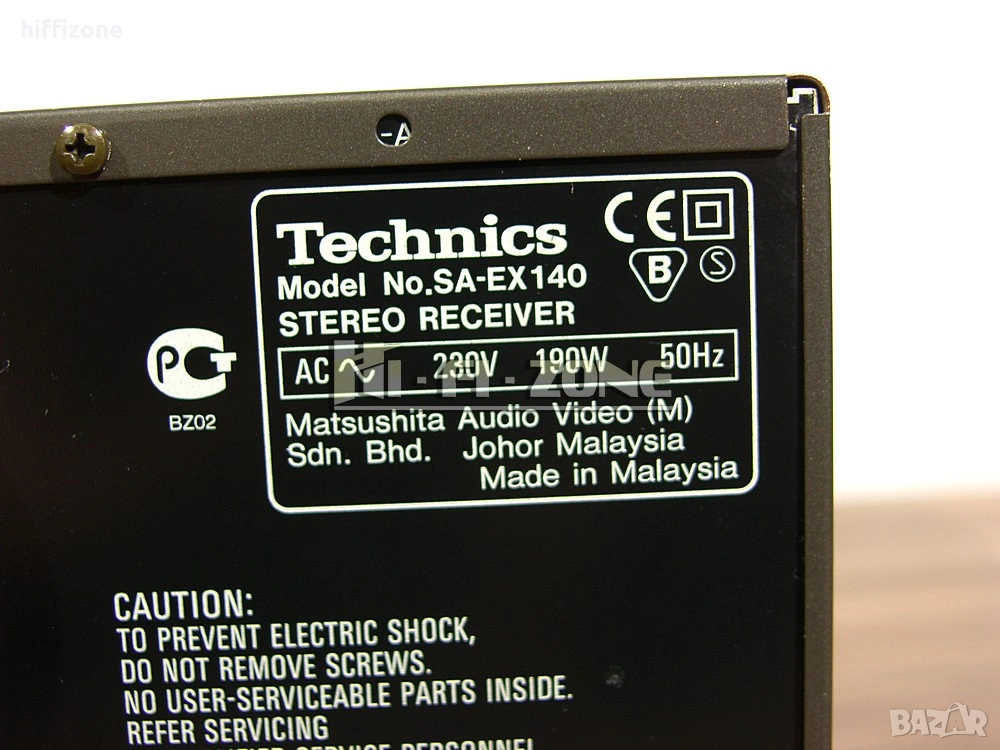 hiffizone
-A
Technics
CE
Model No.SA-EX140
B
S
STEREO RECEIVER
AC 230V 190W 50Hz
HI-FI-ZONE
Matsushita Audio Video (M)
Sdn. Bhd. Johor Malaysia
Made in Malaysia
PCT
BZ02
CAUTION:
TO PREVENT ELECTRIC SHOCK,
DO NOT REMOVE SCREWS.
NO USER-SERVICEABLE PARTS INSIDE.
REFER SERVICING
SERVICE PERSONNEL
BAZAR